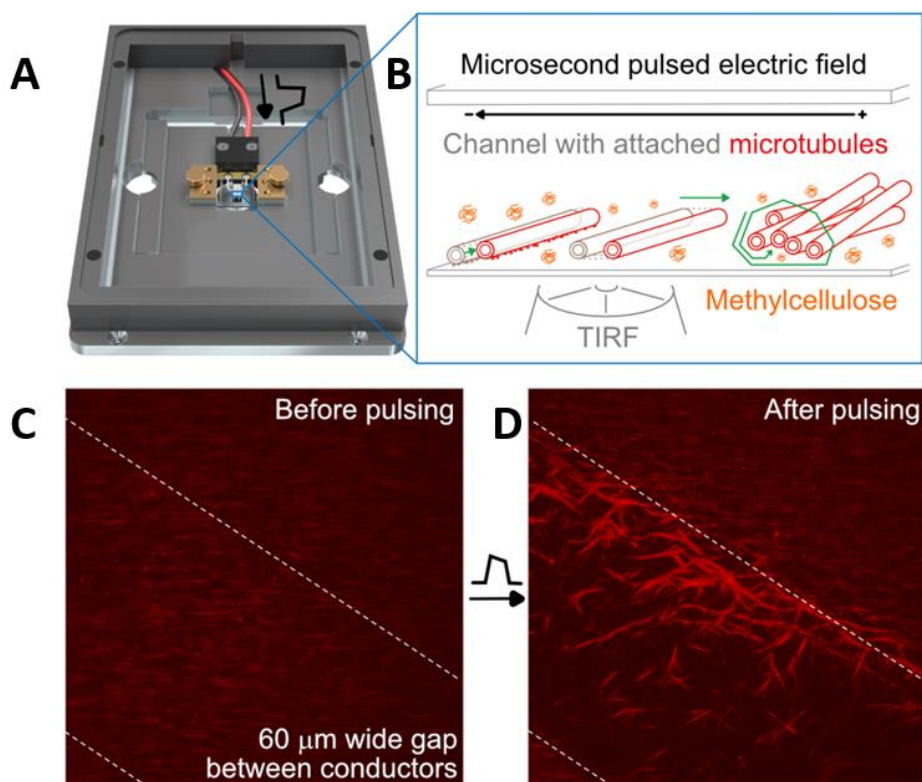 A
B
Microsecond pulsed electric field
- +
Channel with attached microtubules
Methylcellulose
TIRF
C
Before pulsing
60 μm wide gap
between conductors
D
After pulsing